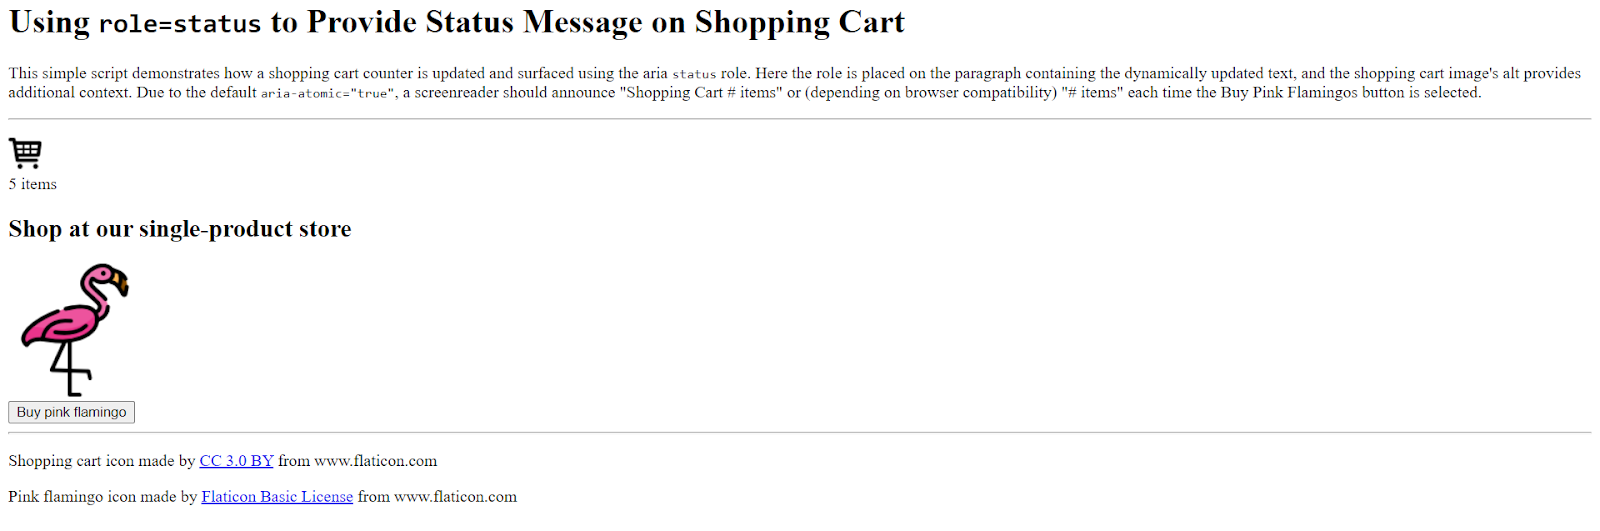 Using role=status to Provide Status Message on Shopping Cart
This simple script demonstrates how a shopping cart counter is updated and surfaced using the aria status role. Here the role is placed on the paragraph containing the dynamically updated text, and the shopping cart image's alt provides
additional context. Due to the default aria-atomic="true", a screenreader should announce "Shopping Cart # items" or (depending on browser compatibility) "# items" each time the Buy Pink Flamingos button is selected.
5 items
Shop at our single-product store
Buy pink flamingo
Shopping cart icon made by CC 3.0 BY from www.flaticon.com
Pink flamingo icon made by Flaticon Basic License from www.flaticon.com